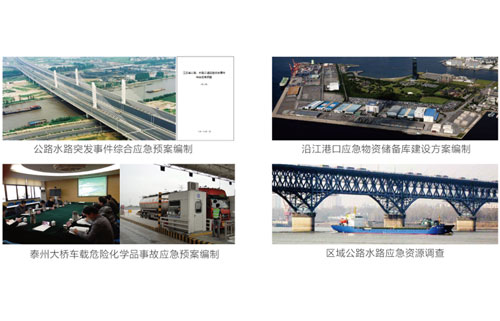 公路水路突发事件综合应急预案编制
沿江港口应急物资储备库建设方案编制
泰州大桥车载危险化学品事故应急预案编制
区域公路水路应急资源调查